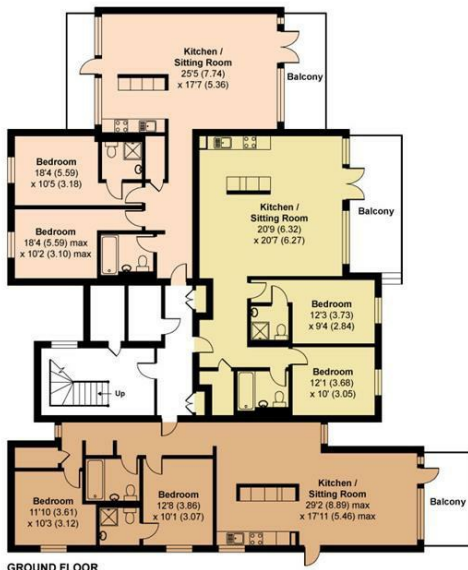 Kitchen /
Sitting Room
25'5 (7.74)
x 17'7 (5.36)
Balcony
Bedroom
18'4 (5.59)
x 10'5 (3.18)
Bedroom
18'4 (5.59) max
x 10'2 (3.10) max
Kitchen /
Sitting Room
20'9 (6.32)
x 20'7 (6.27)
Balcony
Bedroom
12'3 (3.73)
x 9'4 (2.84)
Bedroom
12'1 (3.68)
x 10' (3.05)
Up
Bedroom
11'10 (3.61)
x 10'3 (3.12)
Bedroom
12'8 (3.86)
x 10'1 (3.07)
Kitchen /
Sitting Room
29'2 (8.89) max
x 17'11 (5.46) max
Balcony
GROUND FLOOR